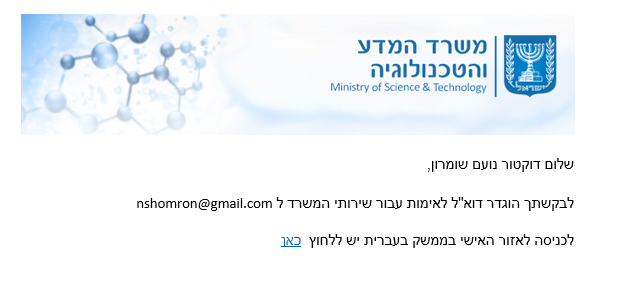 משרד המדע
והטכנולוגיה
Ministry of Science & Technology
ישראל
שלום דוקטור נועם שומרון,
לבקשתך הוגדר דוא"ל לאימות עבור שירותי המשרד ל nshomron@gmail.com
לכניסה לאזור האישי בממשק בעברית יש ללחוץ כאן